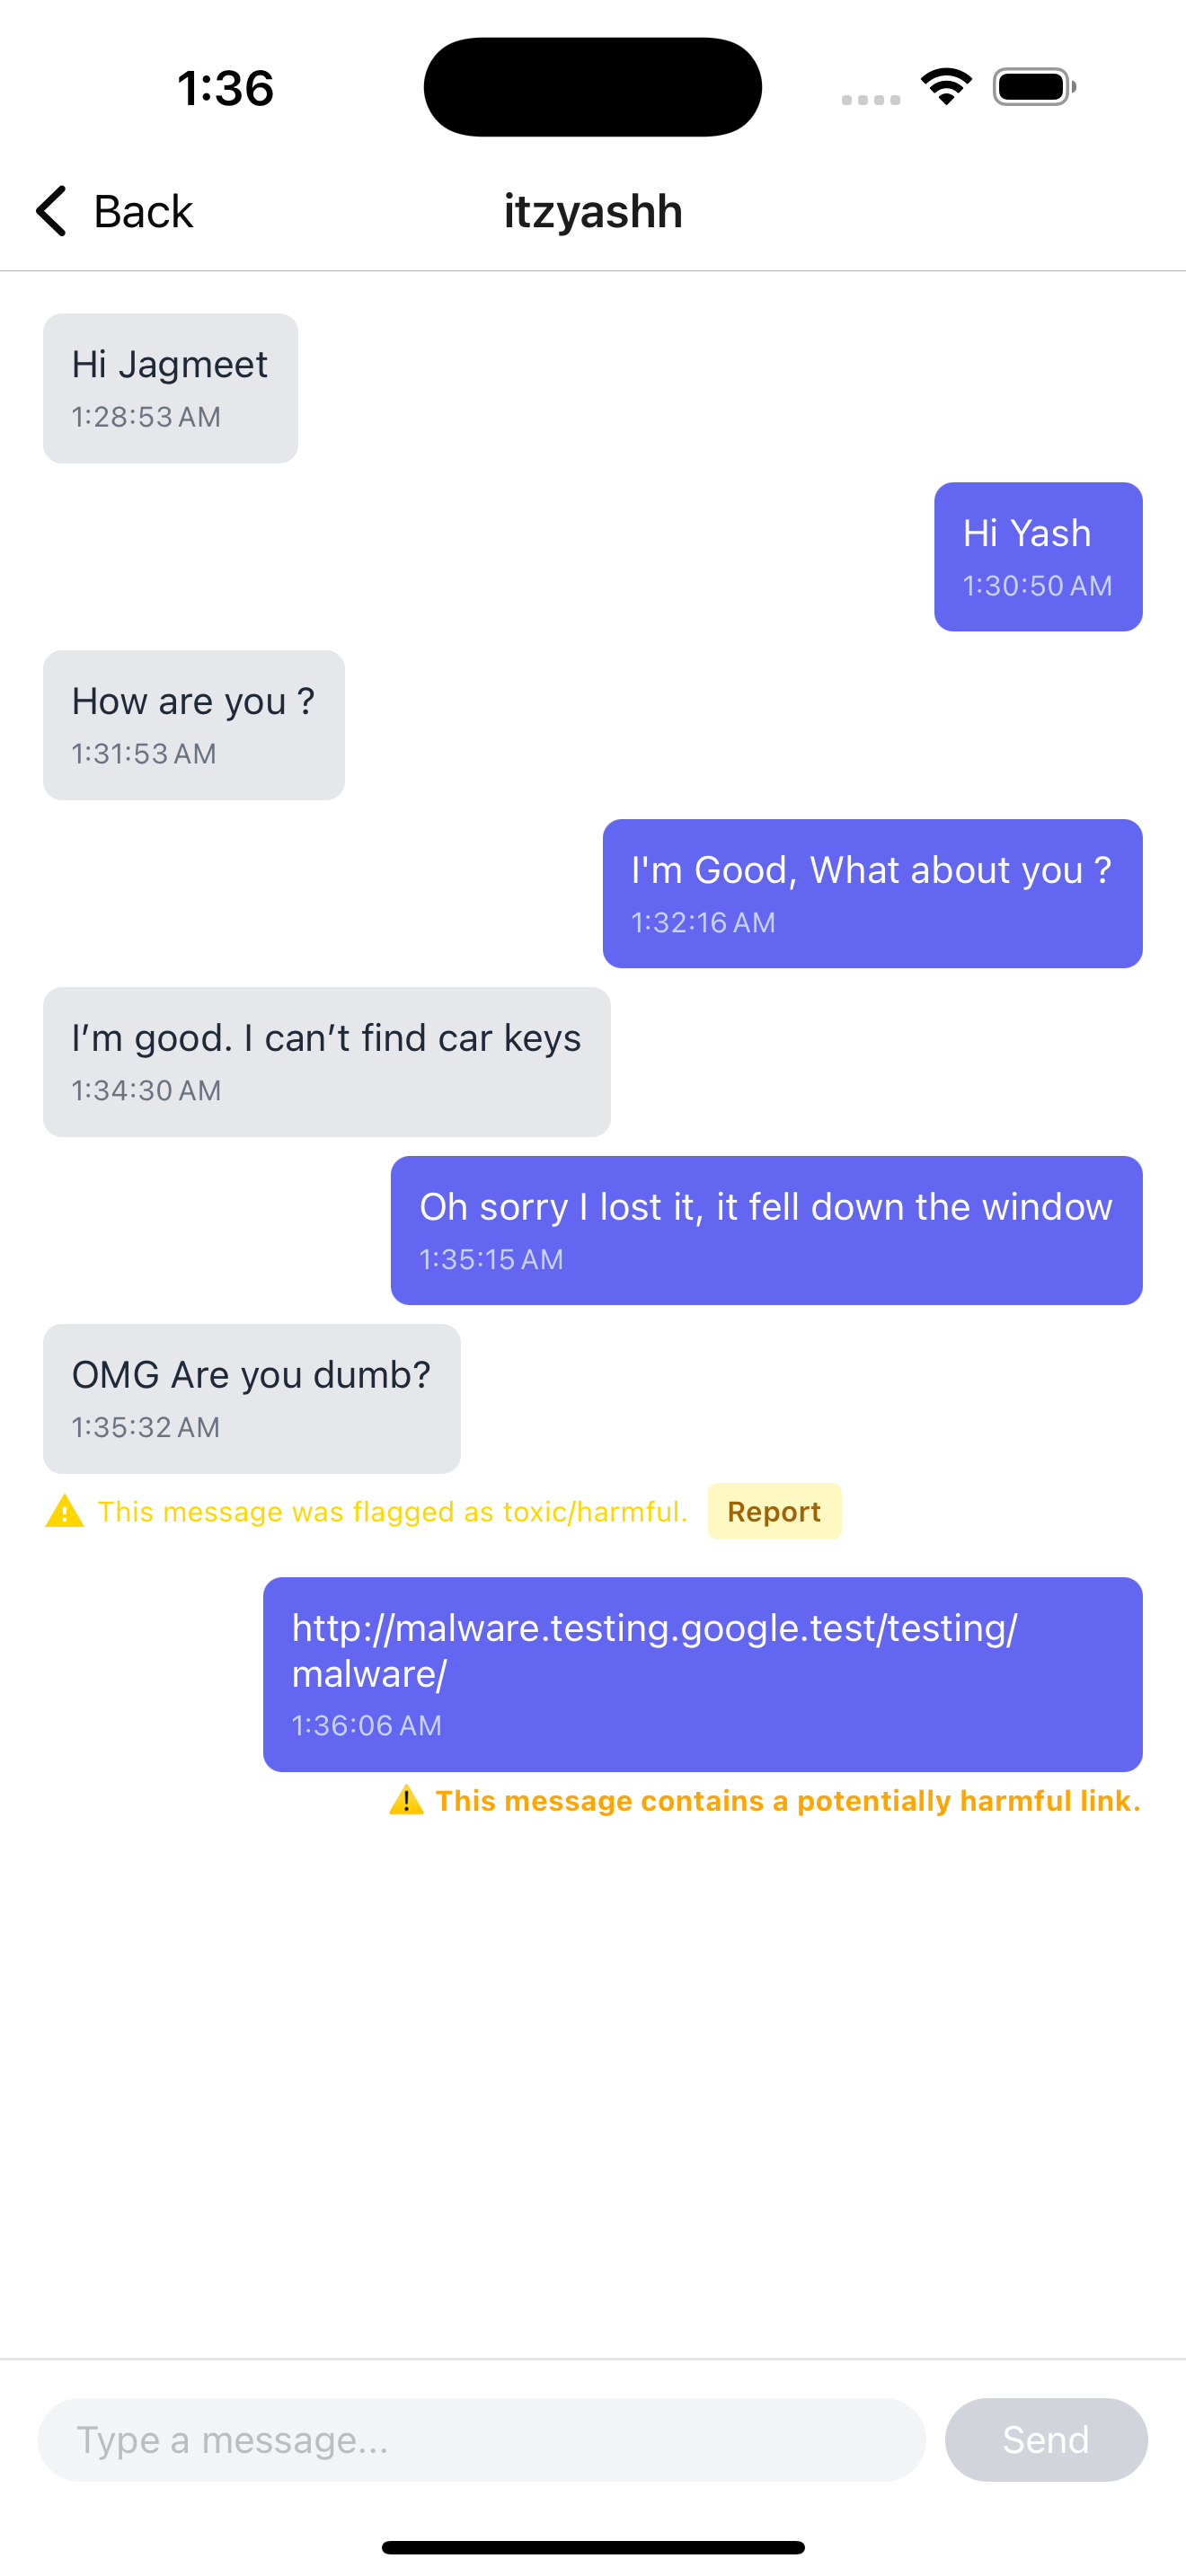 1:36
Back
itzyashh
Hi Jagmeet
1:28:53 AM
Hi Yash
1:30:50 AM
How are you ?
1:31:53 AM
I'm Good, What about you ?
1:32:16 AM
I’m good. I can’t find car keys
1:34:30 AM
Oh sorry I lost it, it fell down the window
1:35:15 AM
OMG Are you dumb?
1:35:32 AM
This message was flagged as toxic/harmful. Report
http://malware.testing.google.test/testing/
malware/
1:36:06 AM
This message contains a potentially harmful link.
Type a message...
Send